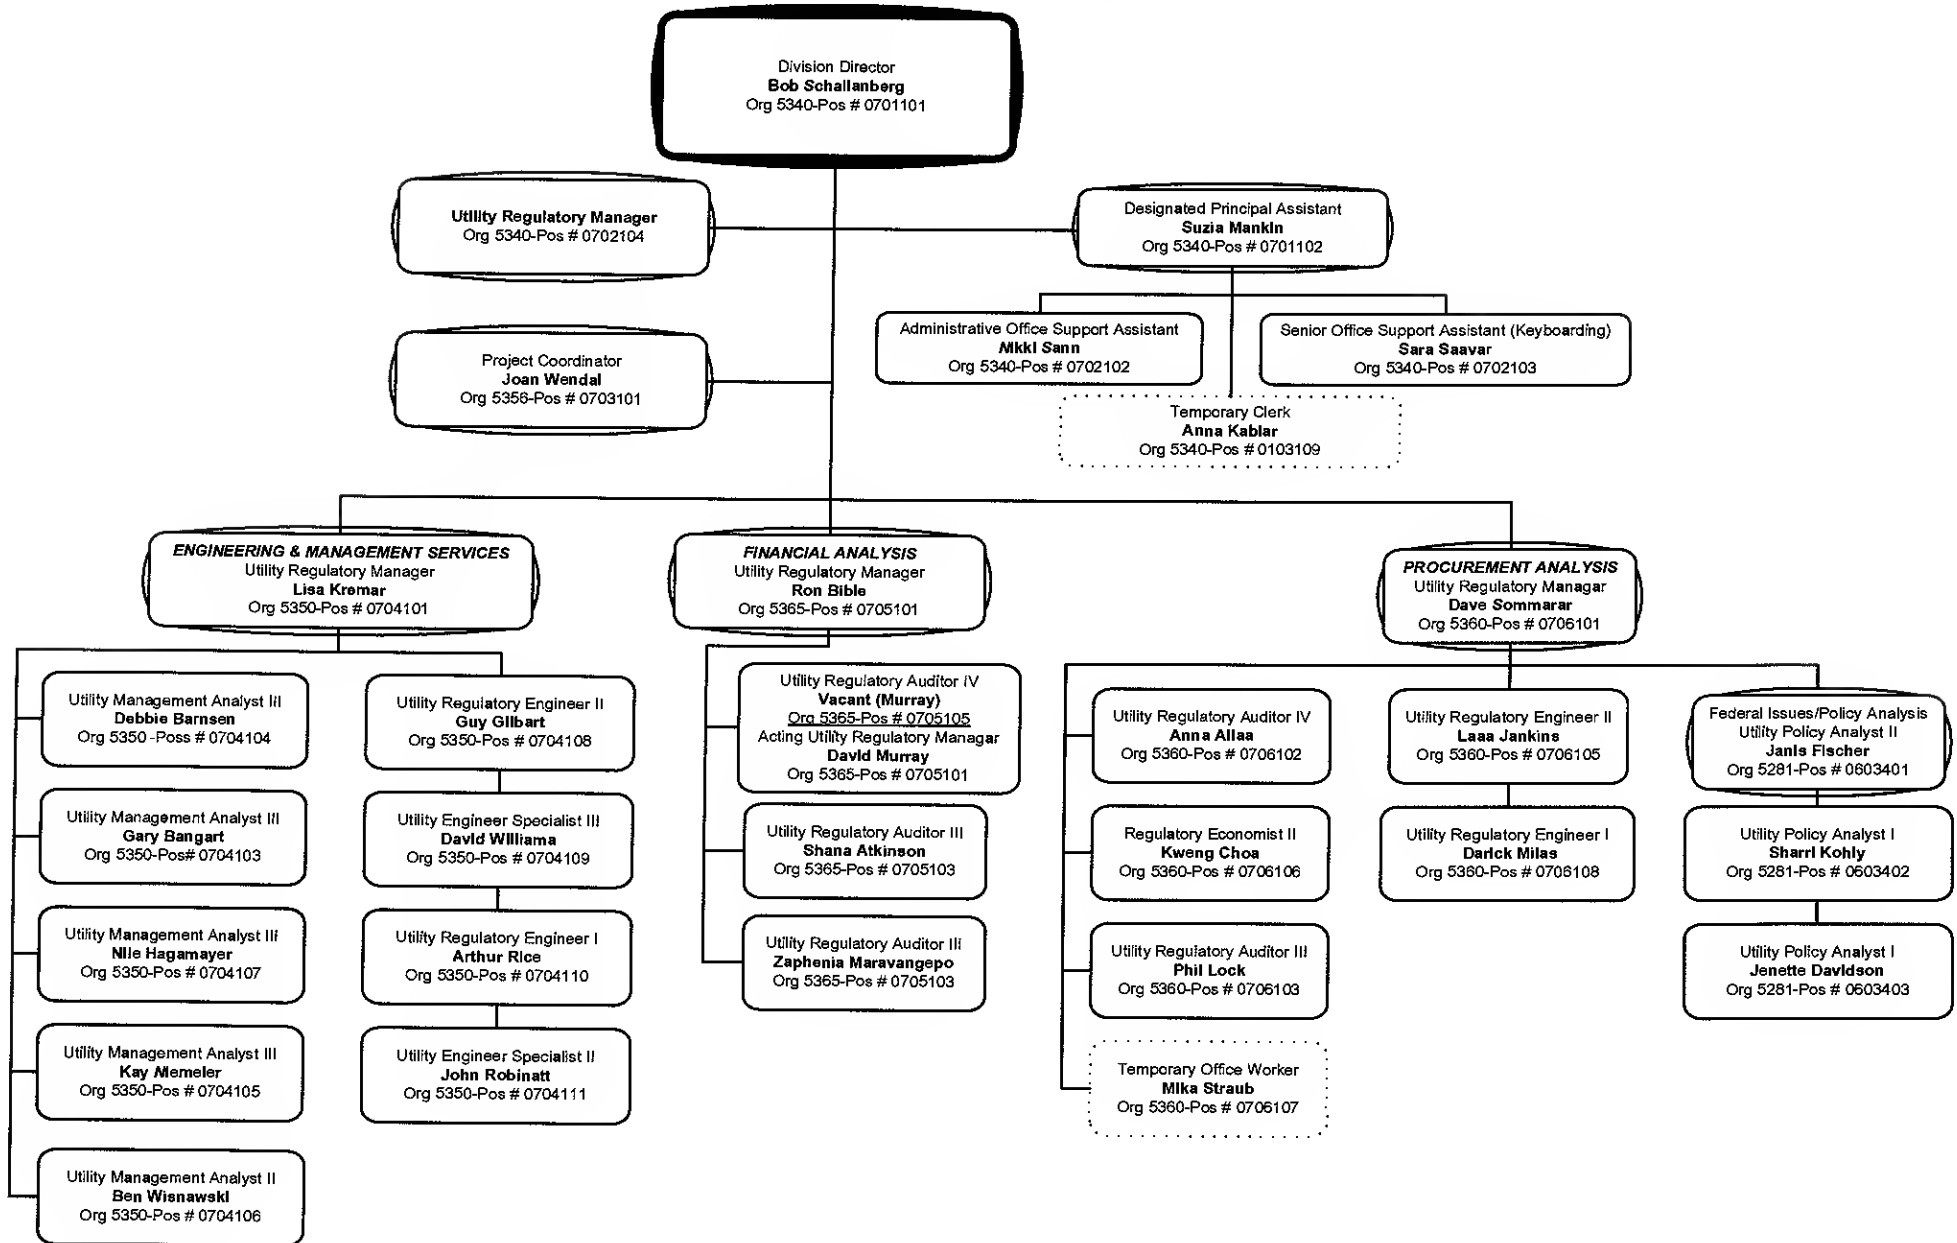 Division Director
Bob Schallanberg
Org 5340-Pos # 0701101
Utility Regulatory Manager
Org 5340-Pos # 0702104
Designated Principal Assistant
Suzia Mankin
Org 5340-Pos # 0701102
Administrative Office Support Assistant
Nikki Sann
Org 5340-Pos # 0702102
Senior Office Support Assistant (Keyboarding)
Sara Saavar
Org 5340-Pos # 0702103
Project Coordinator
Joan Wendal
Org 5356-Pos # 0703101
Temporary Clerk
Anna Kablar
Org 5340-Pos # 0103109
ENGINEERING & MANAGEMENT SERVICES
Utility Regulatory Manager
Lisa Kremar
Org 5350-Pos # 0704101
FINANCIAL ANALYSIS
Utility Regulatory Manager
Ron Bible
Org 5365-Pos # 0705101
PROCUREMENT ANALYSIS
Utility Regulatory Managar
Dave Sommarar
Org 5360-Pos # 0706101
Utility Management Analyst III
Debbie Barnsen
Org 5350 -Poss # 0704104
Utility Management Analyst III
Gary Bangart
Org 5350-Pos# 0704103
Utility Management Analyst III
Nile Hagamayer
Org 5350-Pos # 0704107
Utility Management Analyst III
Kay Niemeler
Org 5350-Pos # 0704105
Utility Management Analyst II
Ben Wisnawski
Org 5350-Pos # 0704106
Utility Regulatory Engineer II
Guy Gilbart
Org 5350-Pos # 0704108
Utility Engineer Specialist III
David Williama
Org 5350-Pos # 0704109
Utility Regulatory Engineer I
Arthur Rice
Org 5350-Pos # 0704110
Utility Engineer Specialist II
John Robinatt
Org 5350-Pos # 0704111
Utility Regulatory Auditor IV
Vacant (Murray)
Org 5365-Pos # 0705105
Acting Utility Regulatory Managar
David Murray
Org 5365-Pos # 0705101
Utility Regulatory Auditor III
Shana Atkinson
Org 5365-Pos # 0705103
Utility Regulatory Auditor III
Zaphenia Maravangepo
Org 5365-Pos # 0705103
Utility Regulatory Auditor IV
Anna Allaa
Org 5360-Pos # 0706102
Regulatory Economist II
Kweng Choa
Org 5360-Pos # 0706106
Utility Regulatory Auditor III
Phil Lock
Org 5360-Pos # 0706103
Temporary Office Worker
Mika Straub
Org 5360-Pos # 0706107
Utility Regulatory Engineer II
Laaa Jankins
Org 5360-Pos # 0706105
Utility Regulatory Engineer I
Darick Milas
Org 5360-Pos # 0706108
Federal Issues/Policy Analysis
Utility Policy Analyst II
Janis Fischer
Org 5281-Pos # 0603401
Utility Policy Analyst I
Sharri Kohly
Org 5281-Pos # 0603402
Utility Policy Analyst I
Jenette Davidson
Org 5281-Pos # 0603403